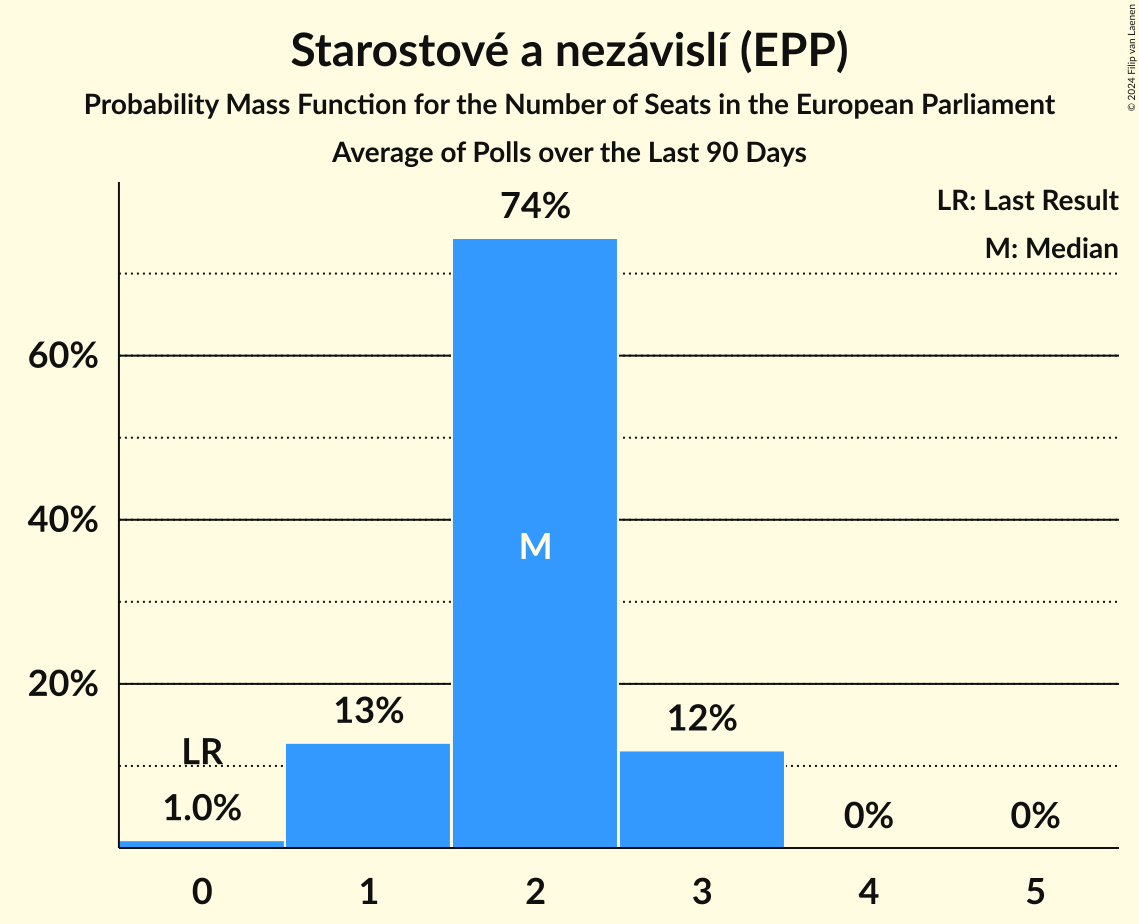 Starostové a nezávislí (EPP)
Probability Mass Function for the Number of Seats in the European Parliament
Average of Polls over the Last 90 Days
© 2024 Filip van Laenen
LR: Last Result
M: Median
74%
60%
40%
M
20%
13%
12%
LR
1.0%
0%
0%
0
1
2
3
4
5